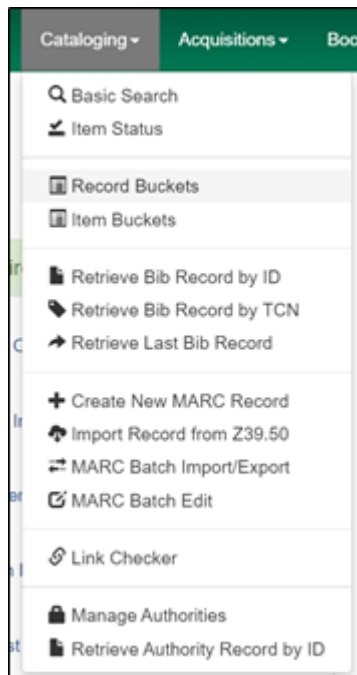 Cataloging Acquisitions Boo
Basic Search
Item Status
Record Buckets
Item Buckets
Retrieve Bib Record by ID
Retrieve Bib Record by TCN
Retrieve Last Bib Record
Create New MARC Record
Import Record from Z39.50
MARC Batch Import/Export
MARC Batch Edit
Link Checker
Manage Authorities
Retrieve Authority Record by ID